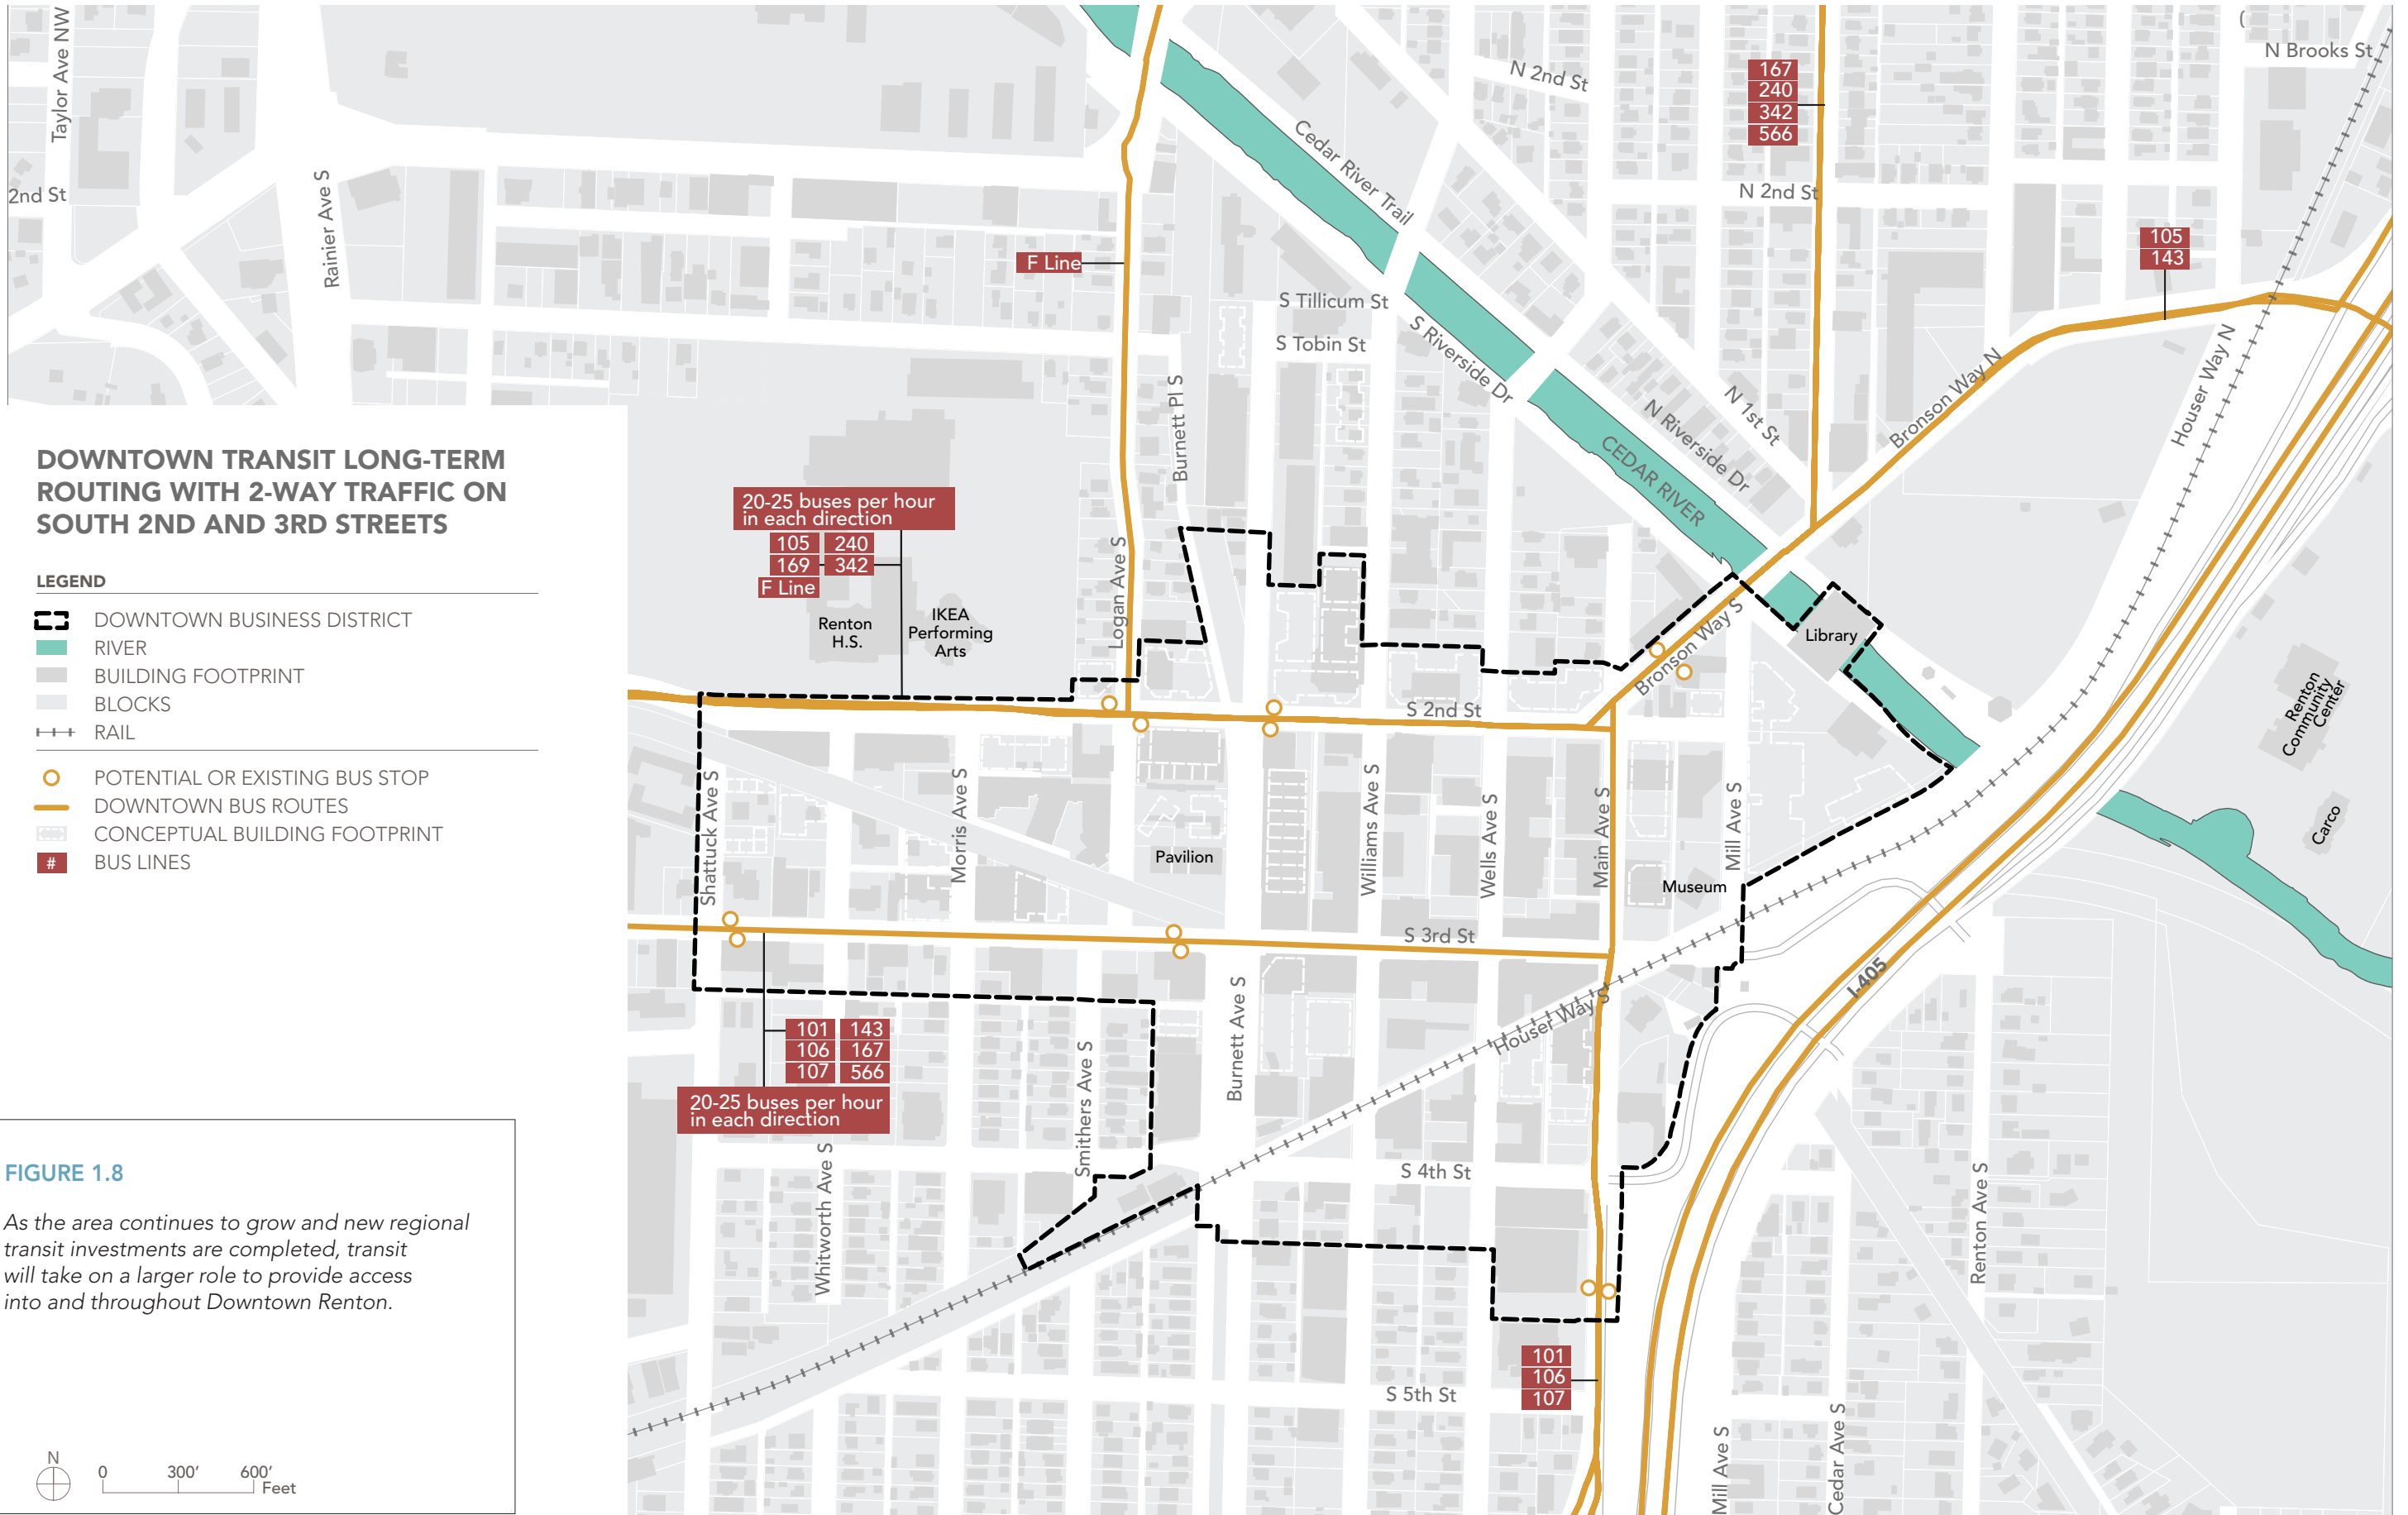 Taylor Ave NW
2nd St
Rainier Ave S
N 2nd St
Cedar River Trail
167
240
342
566
N Brooks St
(
N 2nd St
105
143
F Line
S Tillicum St
S Tobin St
S Riverside Dr
Burnett Pl S
N 1st St
N Riverside Dr
CEDAR RIVER
Bronson Way N
Houser Way N
DOWNTOWN TRANSIT LONG-TERM
ROUTING WITH 2-WAY TRAFFIC ON
SOUTH 2ND AND 3RD STREETS
LEGEND
DOWNTOWN BUSINESS DISTRICT
RIVER
BUILDING FOOTPRINT
BLOCKS
RAIL
POTENTIAL OR EXISTING BUS STOP
DOWNTOWN BUS ROUTES
CONCEPTUAL BUILDING FOOTPRINT
# BUS LINES
20-25 buses per hour
in each direction
105 240
169 342
F Line
Renton
H.S.
IKEA
Performing
Arts
Logan Ave S
Bronson Way S
Library
S 2nd St
Renton
Community
Center
Carco
Shattuck Ave S
Morris Ave S
Pavilion
Williams Ave S
Wells Ave S
Main Ave S
Mill Ave S
Museum
S 3rd St
I-405
Houser Way S
Burnett Ave S
101 143
106 167
107 566
20-25 buses per hour
in each direction
Smithers Ave S
Whitworth Ave S
S 4th St
Renton Ave S
101
106
107
S 5th St
Mill Ave S
Cedar Ave S
FIGURE 1.8
As the area continues to grow and new regional
transit investments are completed, transit
will take on a larger role to provide access
into and throughout Downtown Renton.
N
0 300' 600'
Feet